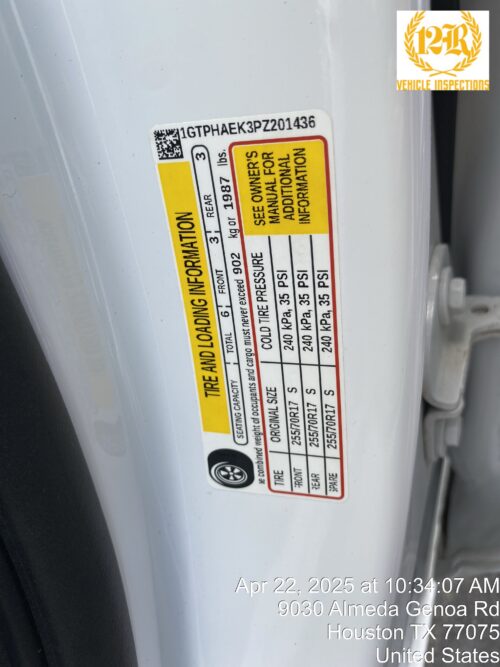 12R
VEHICLE INSPECTIONS
1GTPHAEK3PZ201436
TIRE AND LOADING INFORMATION
SEATING CAPACITY TOTAL 6 FRONT 3 REAR 3
combined weight of occupants and cargo must never exceed 902 kg or 1987 lbs.
TIRE ORIGINAL SIZE COLD TIRE PRESSURE
FRONT 255/70R17 S 240 kPa, 35 PSI
REAR 255/70R17 S 240 kPa, 35 PSI
SPARE 255/70R17 S 240 kPa, 35 PSI
SEE OWNER'S
MANUAL FOR
ADDITIONAL
INFORMATION
Apr 22, 2025 at 10:34:07 AM
9030 Almeda Genoa Rd
Houston TX 77075
United States